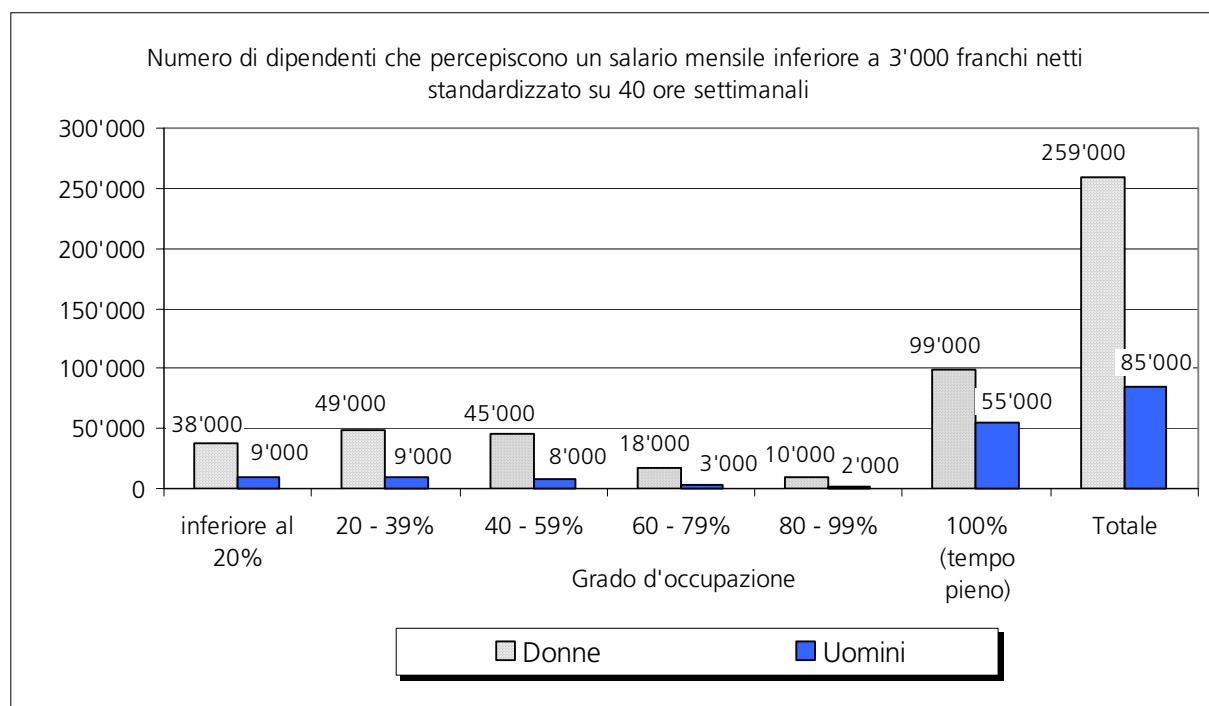 Numero di dipendenti che percepiscono un salario mensile inferiore a 3'000 franchi netti
standardizzato su 40 ore settimanali
300'000
250'000
200'000
150'000
100'000
50'000
0
38'000
9'000
49'000
9'000
45'000
8'000
18'000
3'000
10'000
2'000
99'000
55'000
259'000
85'000
inferiore al
20%
20 - 39%
40 - 59%
60 - 79%
80 - 99%
100%
(tempo
pieno)
Totale
Grado d'occupazione
Donne
Uomini